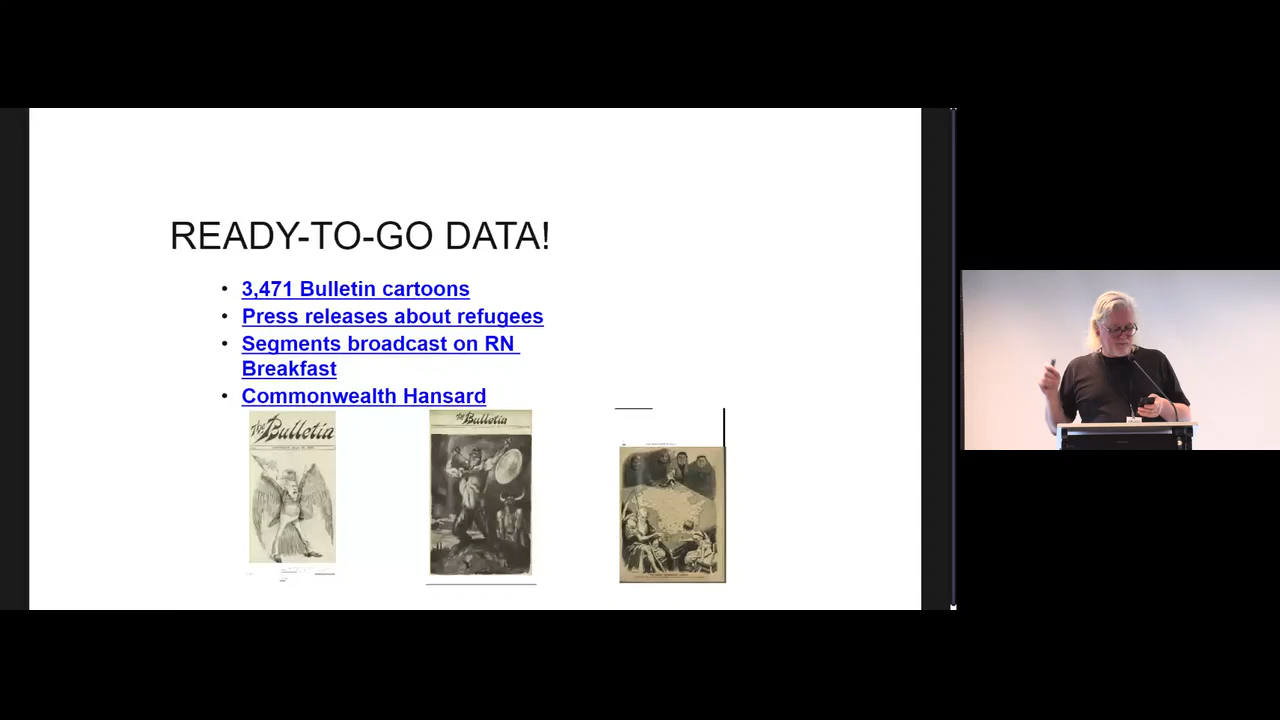 READY-TO-GO DATA!
3,471 Bulletin cartoons
Press releases about refugees
Segments broadcast on RN
Breakfast
Commonwealth Hansard
The Bulletin
The Bulletin